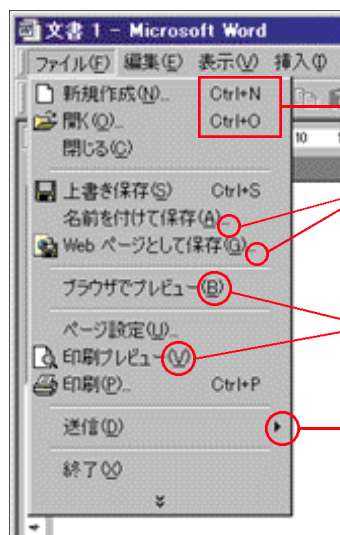 文書 1 - Microsoft Word
ファイル(F) 編集(E) 表示(V) 挿入(I)
新規作成(N)... Ctrl+N
開く(O)... Ctrl+O
閉じる(C)
10
上書き保存(S) Ctrl+S
名前を付けて保存(A)...
Web ページとして保存(G)...
ブラウザでプレビュー(B)
ページ設定(U)...
印刷プレビュー(V)
印刷(P)... Ctrl+P
送信(D)
終了(X)